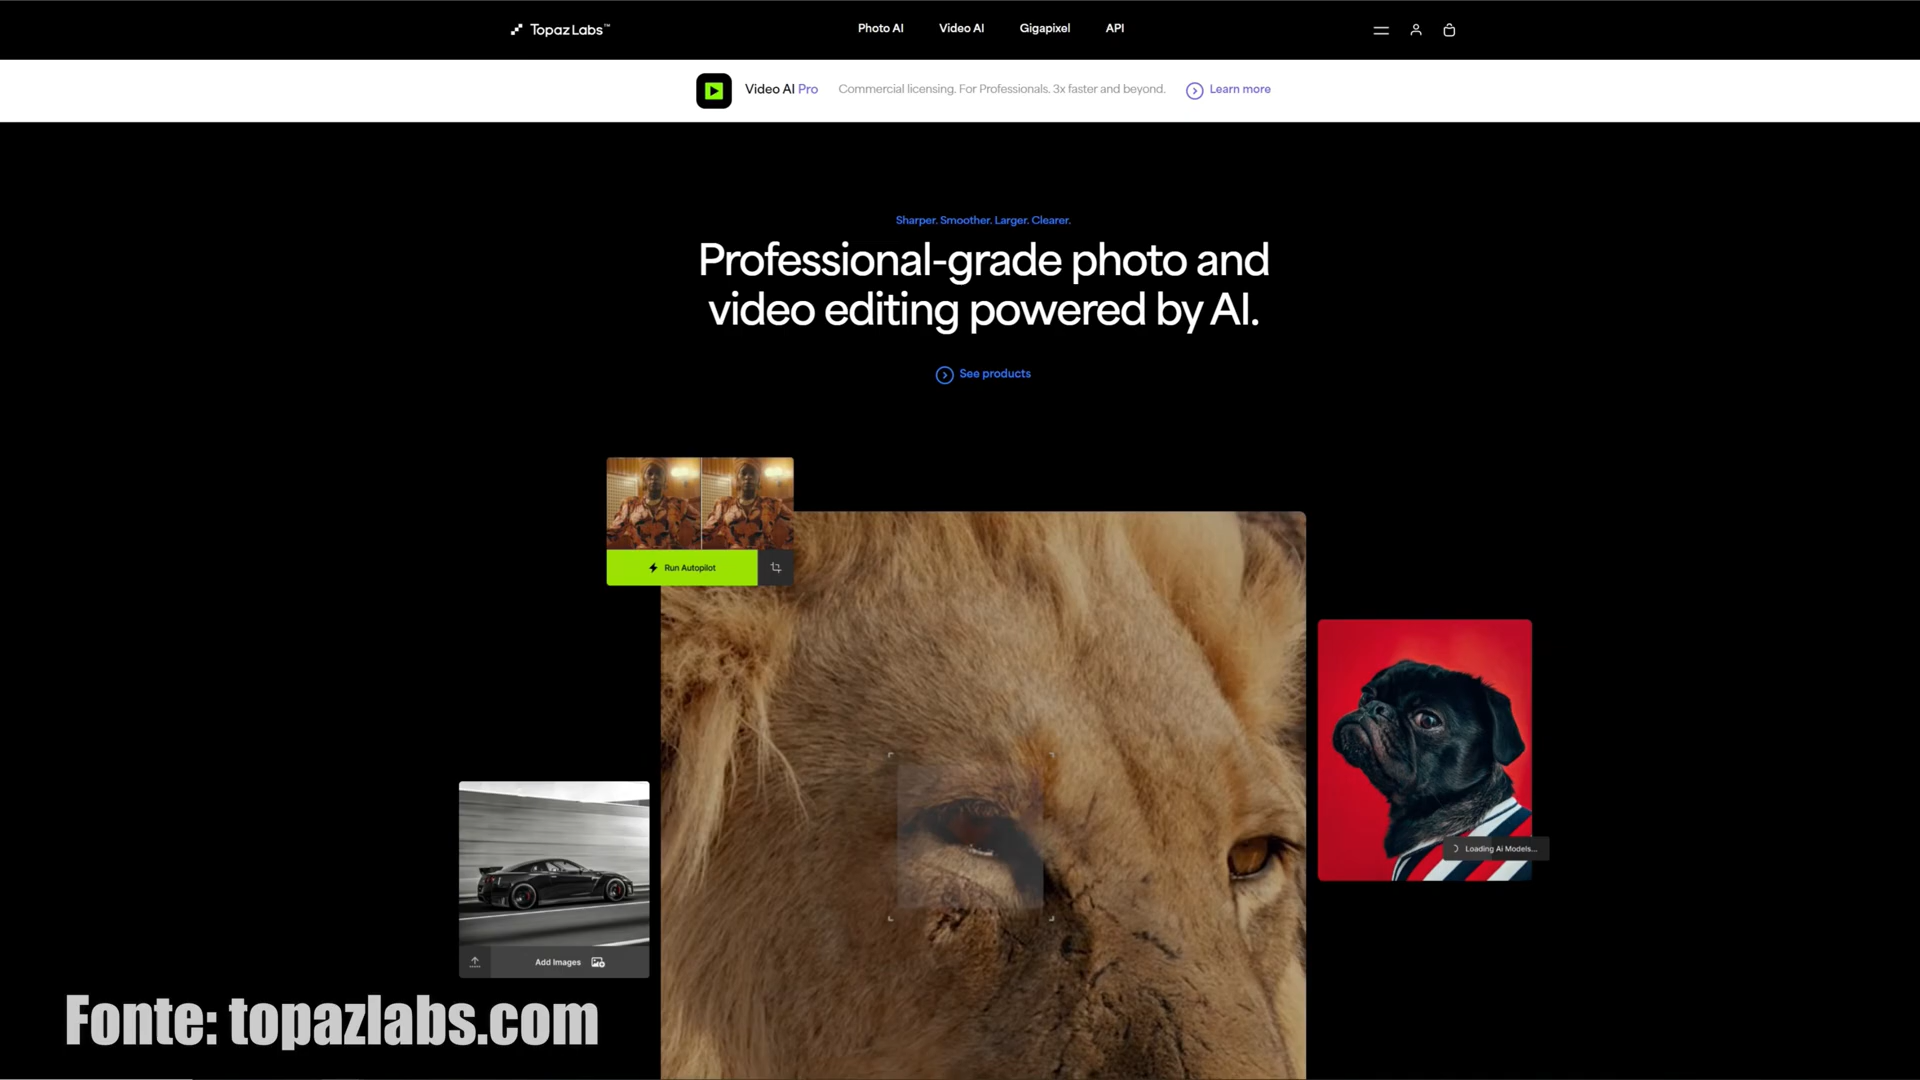 Topaz Labs™
Photo AI
Video AI
Gigapixel
API
Video AI Pro
Commercial licensing. For Professionals. 3x faster and beyond.
Learn more
Sharper. Smoother. Larger. Clearer.
Professional-grade photo and
video editing powered by AI.
See products
Run Autopilot
Loading Ai Models...
Add Images
Fonte: topazlabs.com